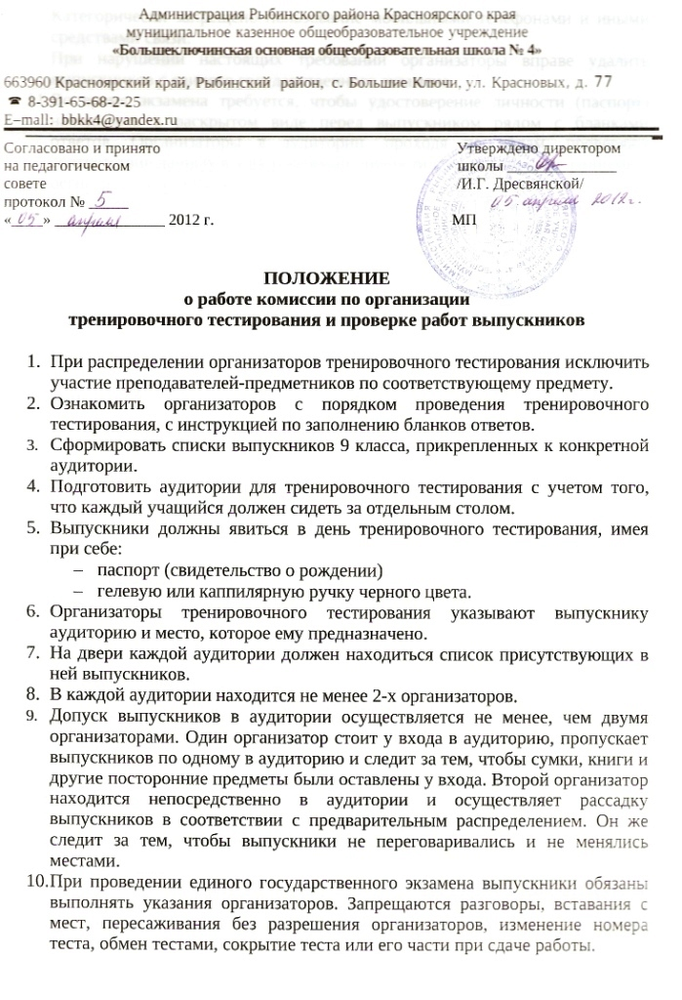 Администрация Рыбинского района Красноярского края
муниципальное казенное общеобразовательное учреждение
«Большеключинская основная общеобразовательная школа № 4»
663960 Красноярский край, Рыбинский район, с. Большие Ключи, ул. Красновых, д. 77
☎ 8-391-65-68-2-25
E–mail: bbkk4@yandex.ru
Согласовано и принято
на педагогическом
совете
протокол № 5
«05» апреля 2012 г.
Утверждено директором
школы ______________
/И.Г. Дресвянской/
05 апреля 2012г.
МП
ПОЛОЖЕНИЕ
о работе комиссии по организации
тренировочного тестирования и проверке работ выпускников
1. При распределении организаторов тренировочного тестирования исключить
участие преподавателей-предметников по соответствующему предмету.
2. Ознакомить организаторов с порядком проведения тренировочного
тестирования, с инструкцией по заполнению бланков ответов.
3. Сформировать списки выпускников 9 класса, прикрепленных к конкретной
аудитории.
4. Подготовить аудитории для тренировочного тестирования с учетом того,
что каждый учащийся должен сидеть за отдельным столом.
5. Выпускники должны явиться в день тренировочного тестирования, имея
при себе:
– паспорт (свидетельство о рождении)
– гелевую или каппилярную ручку черного цвета.
6. Организаторы тренировочного тестирования указывают выпускнику
аудиторию и место, которое ему предназначено.
7. На двери каждой аудитории должен находиться список присутствующих в
ней выпускников.
8. В каждой аудитории находится не менее 2-х организаторов.
9. Допуск выпускников в аудитории осуществляется не менее, чем двумя
организаторами. Один организатор стоит у входа в аудиторию, пропускает
выпускников по одному в аудиторию и следит за тем, чтобы сумки, книги и
другие посторонние предметы были оставлены у входа. Второй организатор
находится непосредственно в аудитории и осуществляет рассадку
выпускников в соответствии с предварительным распределением. Он же
следит за тем, чтобы выпускники не переговаривались и не менялись
местами.
10.При проведении единого государственного экзамена выпускники обязаны
выполнять указания организаторов. Запрещаются разговоры, вставания с
мест, пересаживания без разрешения организаторов, изменение номера
теста, обмен тестами, сокрытие теста или его части при сдаче работы.